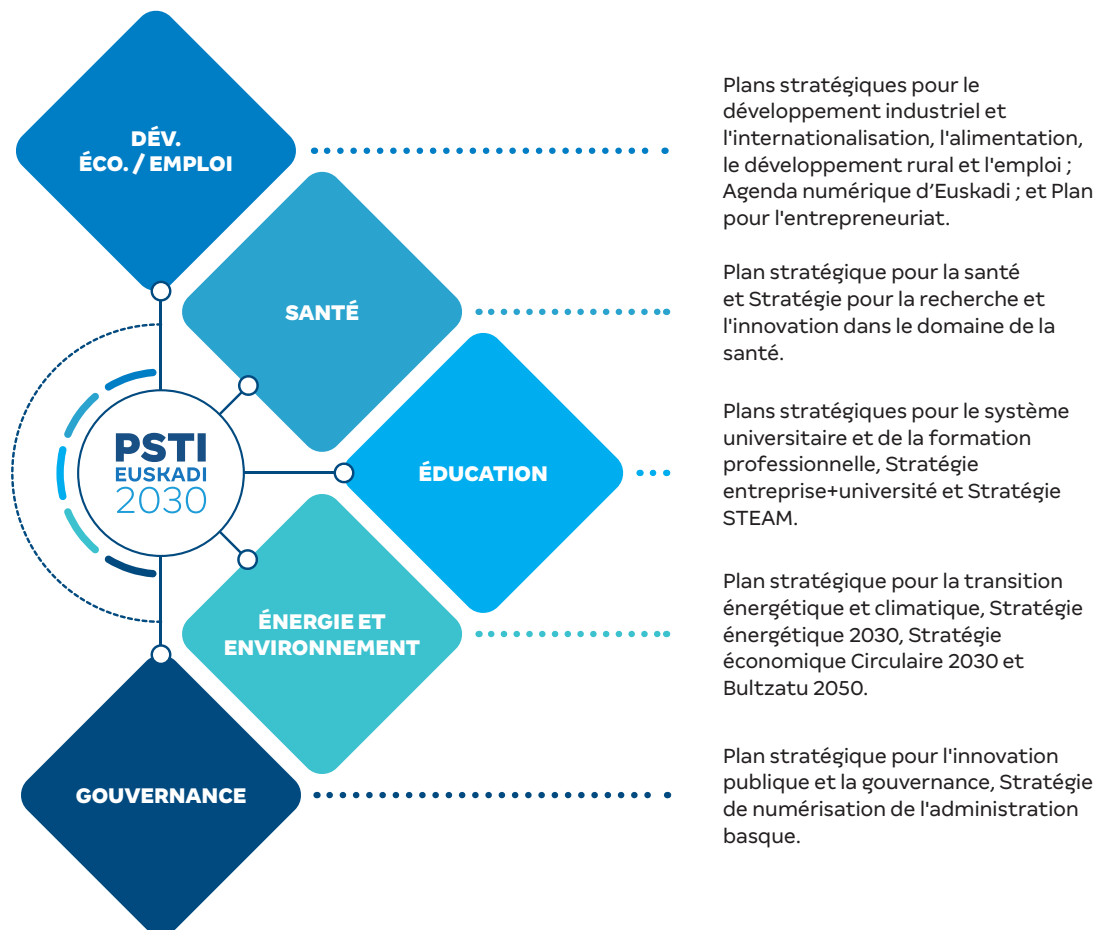 DÉV.
ÉCO. / EMPLOI
Plans stratégiques pour le
développement industriel et
l'internationalisation, l'alimentation,
le développement rural et l'emploi ;
Agenda numérique d’Euskadi ; et Plan
pour l'entrepreneuriat.
SANTÉ
Plan stratégique pour la santé
et Stratégie pour la recherche et
l'innovation dans le domaine de la
santé.
PSTI
EUSKADI
2030
ÉDUCATION
Plans stratégiques pour le système
universitaire et de la formation
professionnelle, Stratégie
entreprise+université et Stratégie
STEAM.
ÉNERGIE ET
ENVIRONNEMENT
Plan stratégique pour la transition
énergétique et climatique, Stratégie
énergétique 2030, Stratégie
économique Circulaire 2030 et
Bultzatu 2050.
GOUVERNANCE
Plan stratégique pour l'innovation
publique et la gouvernance, Stratégie
de numérisation de l'administration
basque.